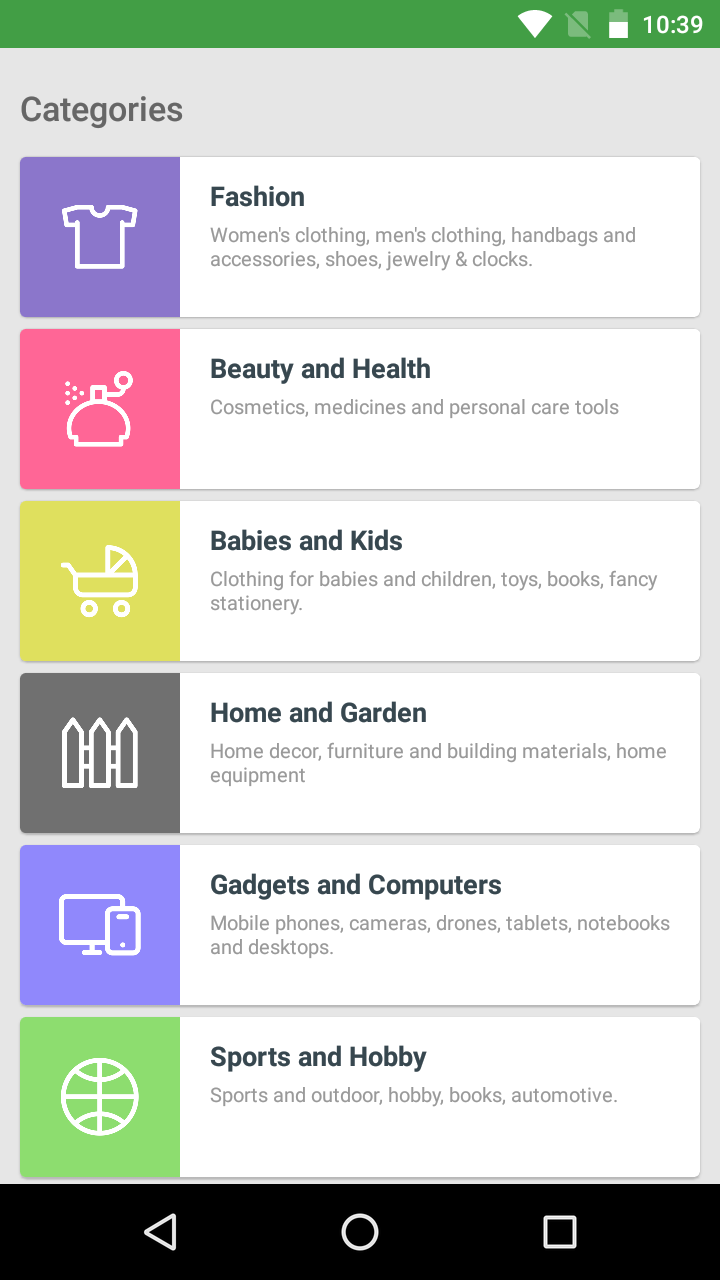 10:39
Categories
Fashion
Women's clothing, men's clothing, handbags and
accessories, shoes, jewelry & clocks.
Beauty and Health
Cosmetics, medicines and personal care tools
Babies and Kids
Clothing for babies and children, toys, books, fancy
stationery.
Home and Garden
Home decor, furniture and building materials, home
equipment
Gadgets and Computers
Mobile phones, cameras, drones, tablets, notebooks
and desktops.
Sports and Hobby
Sports and outdoor, hobby, books, automotive.